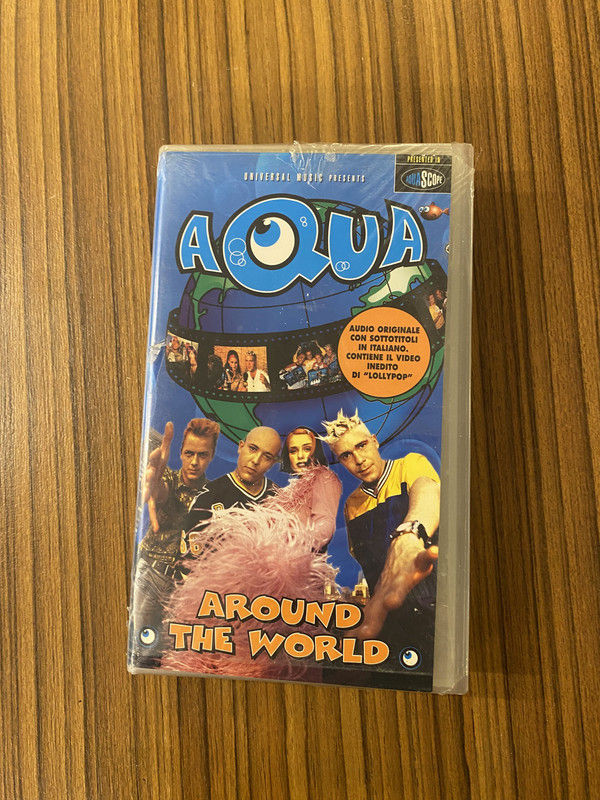 PRESENTED IN
AQUASCOPE
UNIVERSAL MUSIC PRESENTS
AQUA
AUDIO ORIGINALE
CON SOTTOTITOLI
IN ITALIANO.
CONTIENE IL VIDEO
INEDITO
DI "LOLLYPOP"
AROUND
THE WORLD